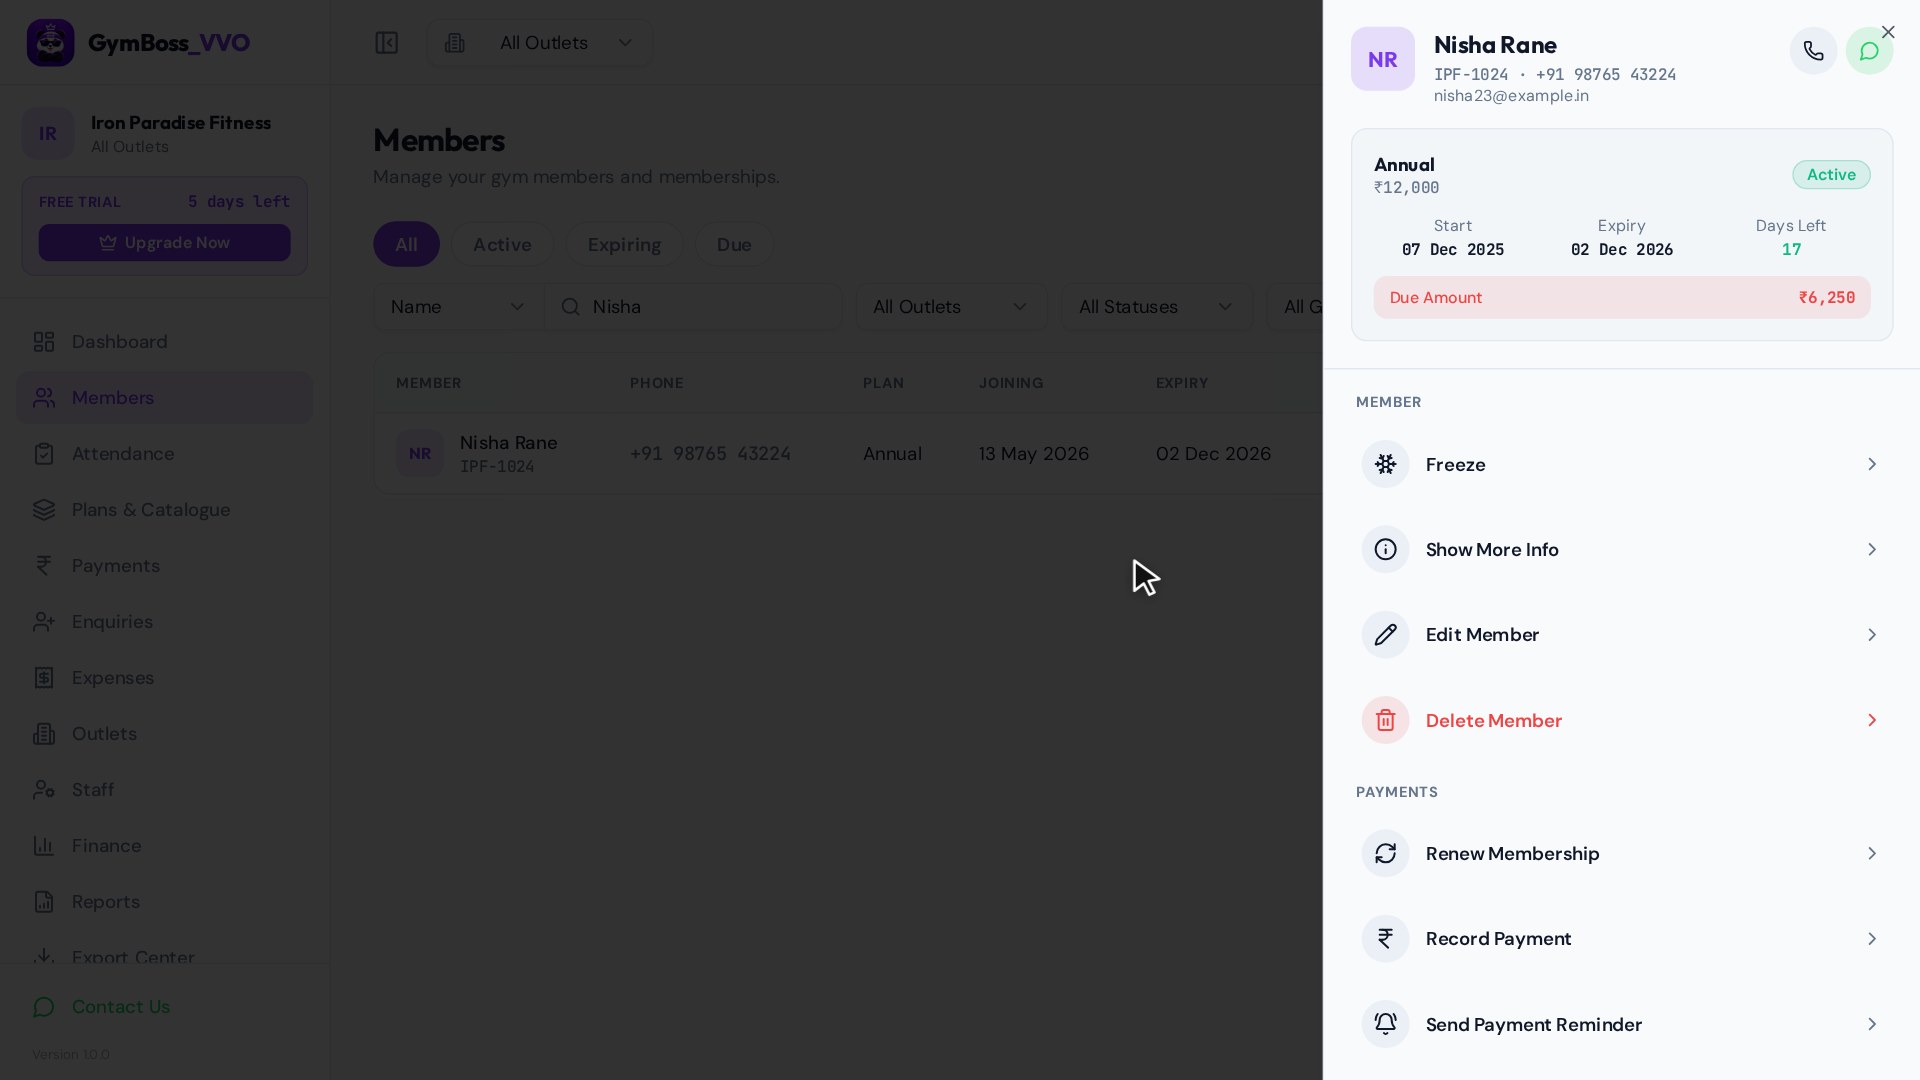 GymBoss_VVO
All Outlets
IR
Iron Paradise Fitness
All Outlets
FREE TRIAL 5 days left
Upgrade Now
Dashboard
Members
Attendance
Plans & Catalogue
Payments
Enquiries
Expenses
Outlets
Staff
Finance
Reports
Export Center
Contact Us
Version 1.0.0
Members
Manage your gym members and memberships.
All Active Expiring Due
Name Nisha All Outlets All Statuses All G
MEMBER PHONE PLAN JOINING EXPIRY
NR Nisha Rane +91 98765 43224 Annual 13 May 2026 02 Dec 2026
IPF-1024
NR
Nisha Rane
IPF-1024 · +91 98765 43224
nisha23@example.in
Annual
₹12,000
Active
Start Expiry Days Left
07 Dec 2025 02 Dec 2026 17
Due Amount ₹6,250
MEMBER
Freeze
Show More Info
Edit Member
Delete Member
PAYMENTS
Renew Membership
Record Payment
Send Payment Reminder